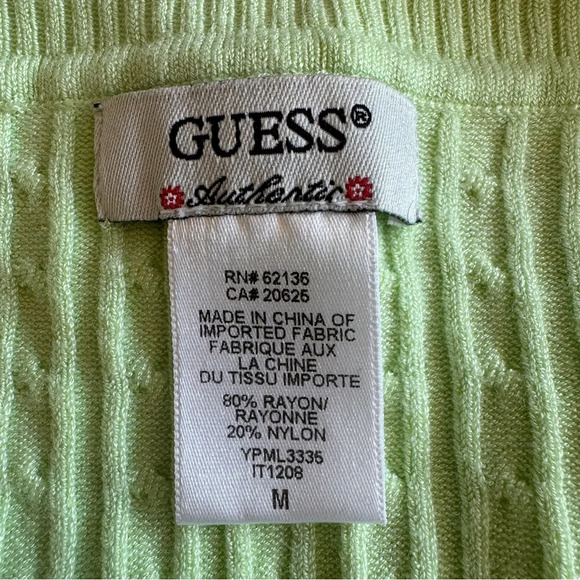 GUESS®
Authentic
RN# 62136
CA# 20625
MADE IN CHINA OF
IMPORTED FABRIC
FABRIQUE AUX
LA CHINE
DU TISSU IMPORTE
80% RAYON/
RAYONNE
20% NYLON
YPML3335
IT1208
M